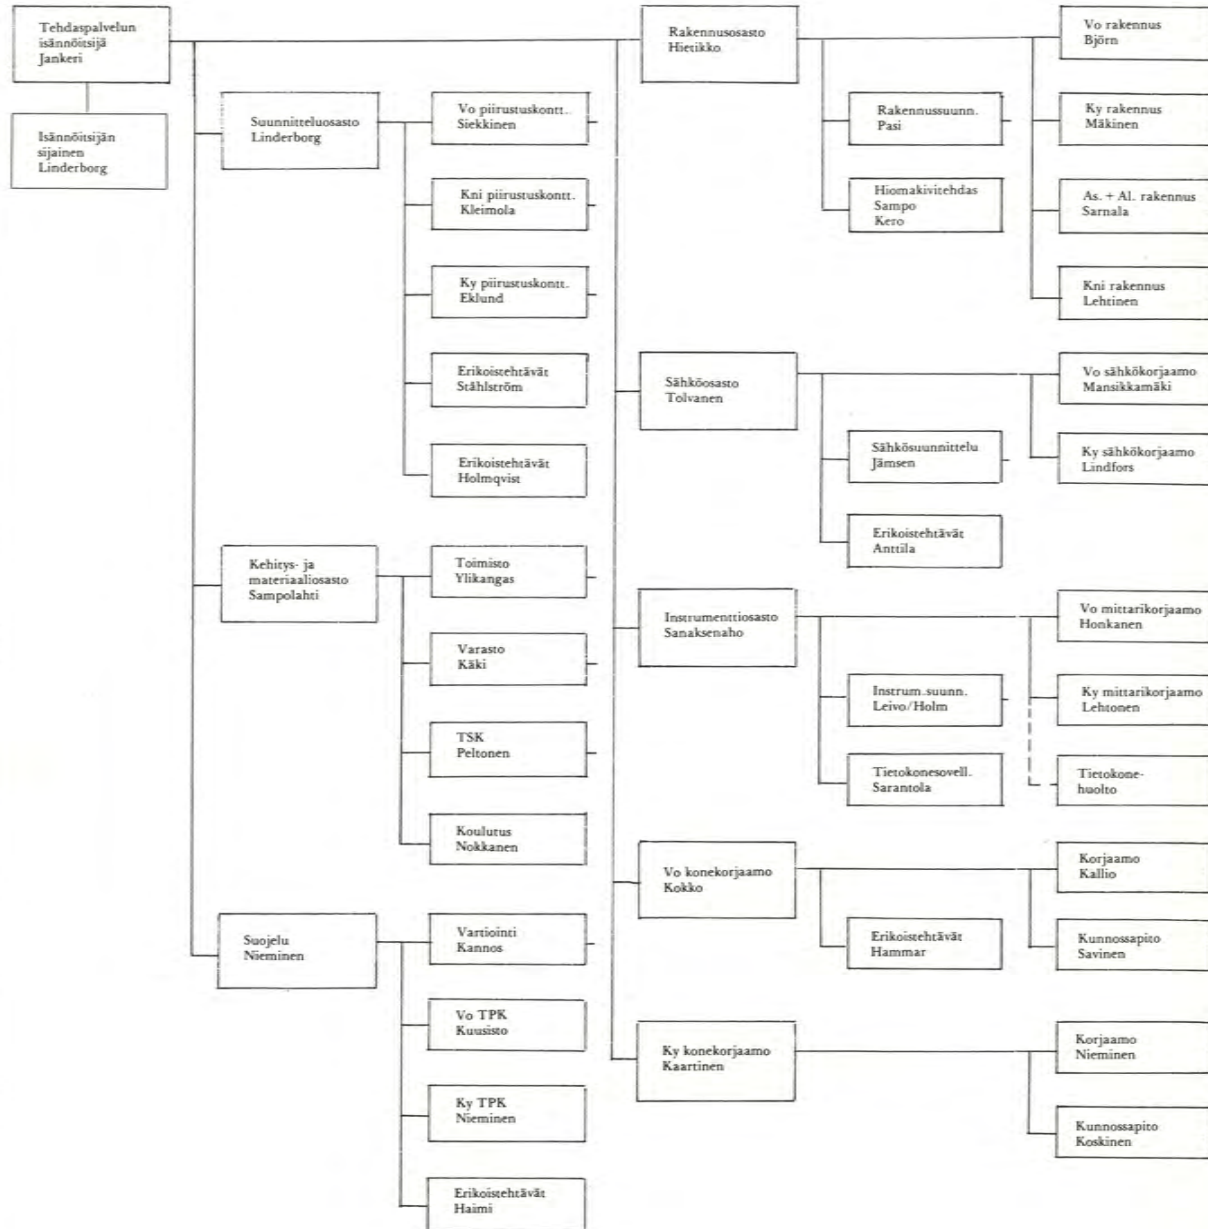 Tehdaspalvelun
isännöitsijä
Jankeri
Isännöitsijän
sijainen
Linderborg
Suunnitteluosasto
Linderborg
Vo piirustuskontt..
Siekkinen
Kni piirustuskontt.
Kleimola
Ky piirustuskontt.
Eklund
Erikoistehtävät
Ståhlström
Erikoistehtävät
Holmqvist
Kehitys- ja
materiaaliosasto
Sampolahti
Toimisto
Ylikangas
Varasto
Käki
TSK
Peltonen
Koulutus
Nokkanen
Suojelu
Nieminen
Vartiointi
Kannos
Vo TPK
Kuusisto
Ky TPK
Nieminen
Erikoistehtävät
Haimi
Rakennusosasto
Hietikko
Rakennussuunn.
Pasi
Hiomakivitehdas
Sampo
Kero
Vo rakennus
Björn
Ky rakennus
Mäkinen
As. + Al. rakennus
Sarnala
Kni rakennus
Lehtinen
Sähköosasto
Tolvanen
Sähkösuunnittelu
Jämsen
Erikoistehtävät
Anttila
Vo sähkökorjaamo
Mansikkamäki
Ky sähkökorjaamo
Lindfors
Instrumenttiosasto
Sanaksenaho
Instrum.suunn.
Leivo/Holm
Tietokonesovell.
Sarantola
Vo mittarikorjaamo
Honkanen
Ky mittarikorjaamo
Lehtonen
Tietokone-
huolto
Vo konekorjaamo
Kokko
Erikoistehtävät
Hammar
Korjaamo
Kallio
Kunnossapito
Savinen
Ky konekorjaamo
Kaartinen
Korjaamo
Nieminen
Kunnossapito
Koskinen